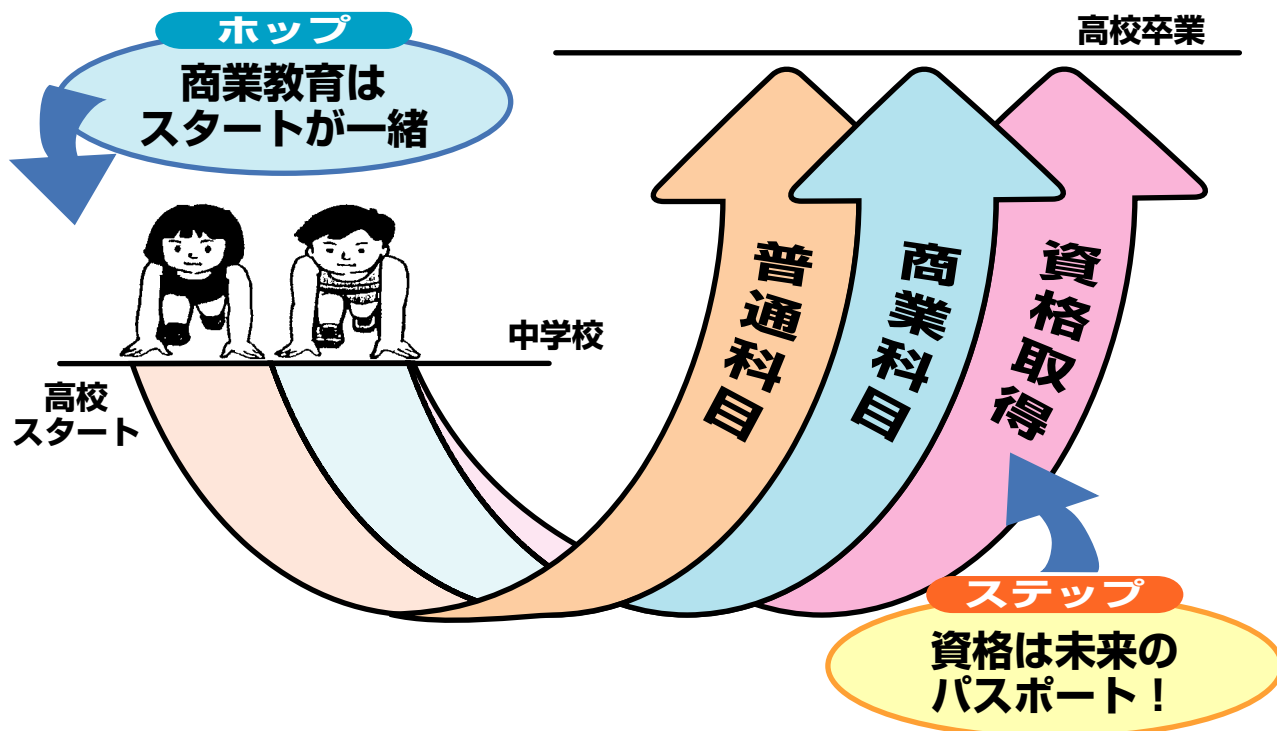 ホップ
商業教育は
スタートが一緒
高校卒業
中学校
高校
スタート
普通科目
商業科目
資格取得
ステップ
資格は未来の
パスポート！